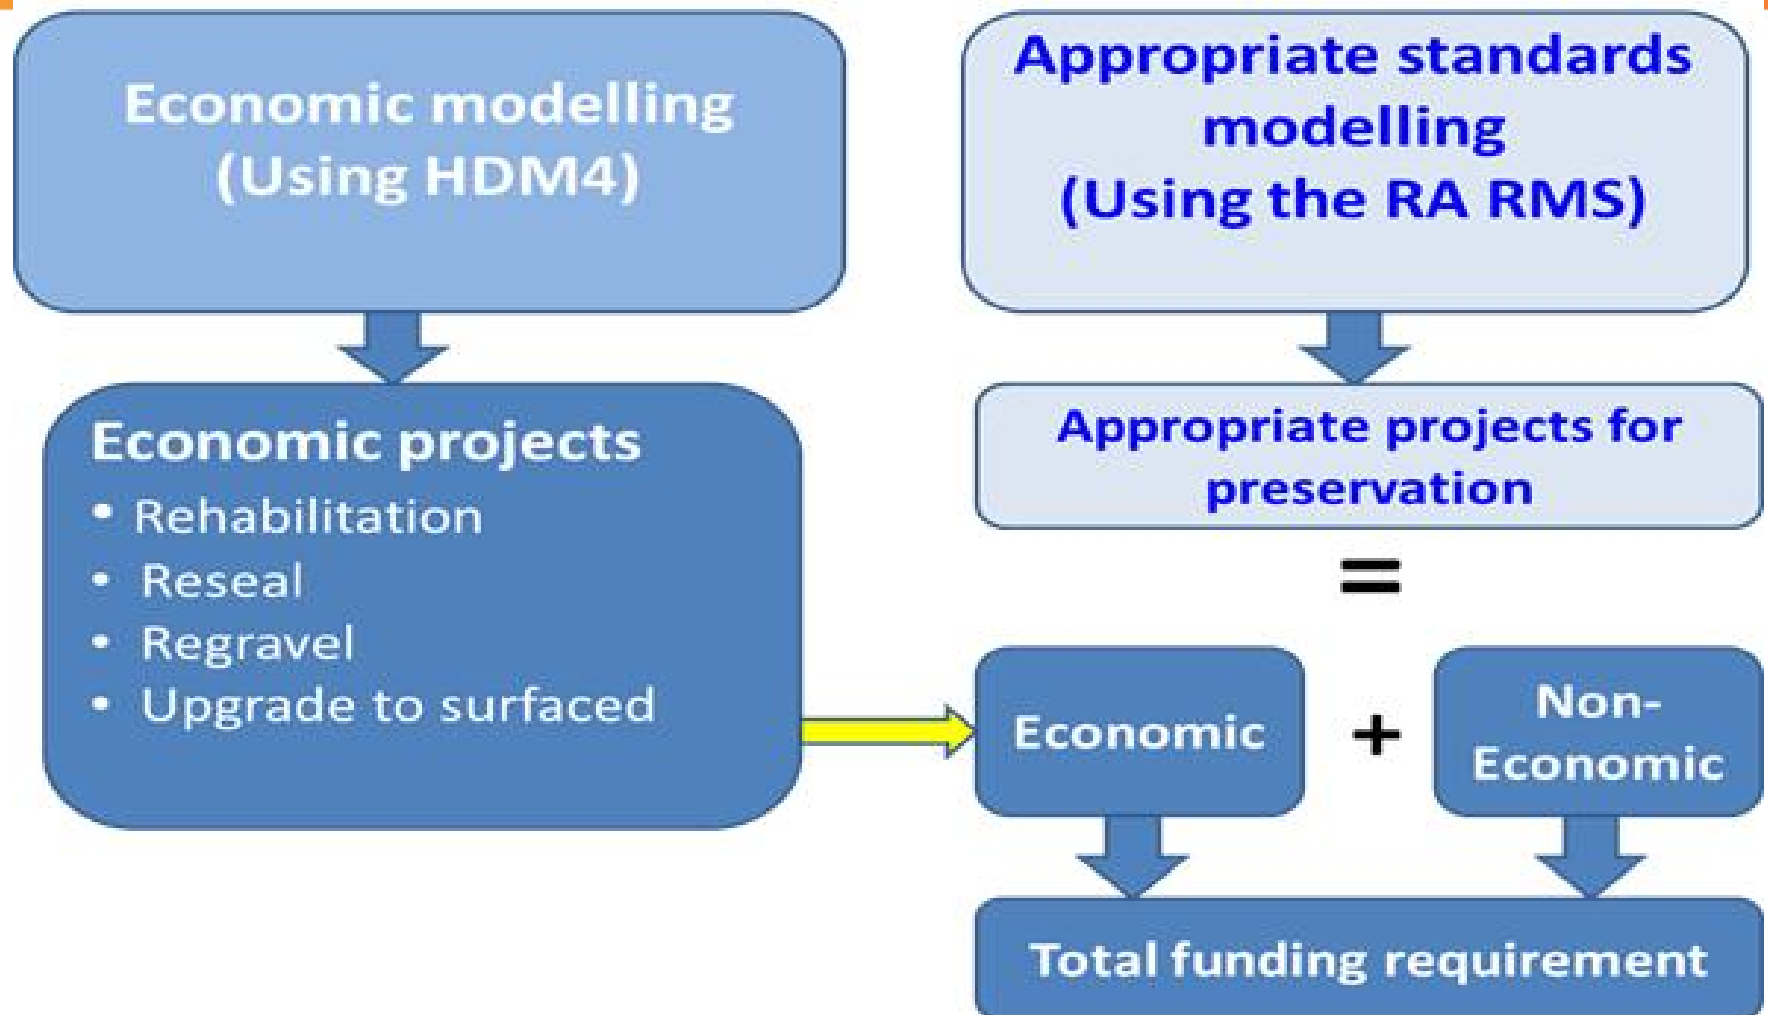 Economic modelling
(Using HDM4)
Appropriate standards
modelling
(Using the RA RMS)
Economic projects
• Rehabilitation
• Reseal
• Regravel
• Upgrade to surfaced
Appropriate projects for
preservation
=
Economic
+
Non-
Economic
Total funding requirement